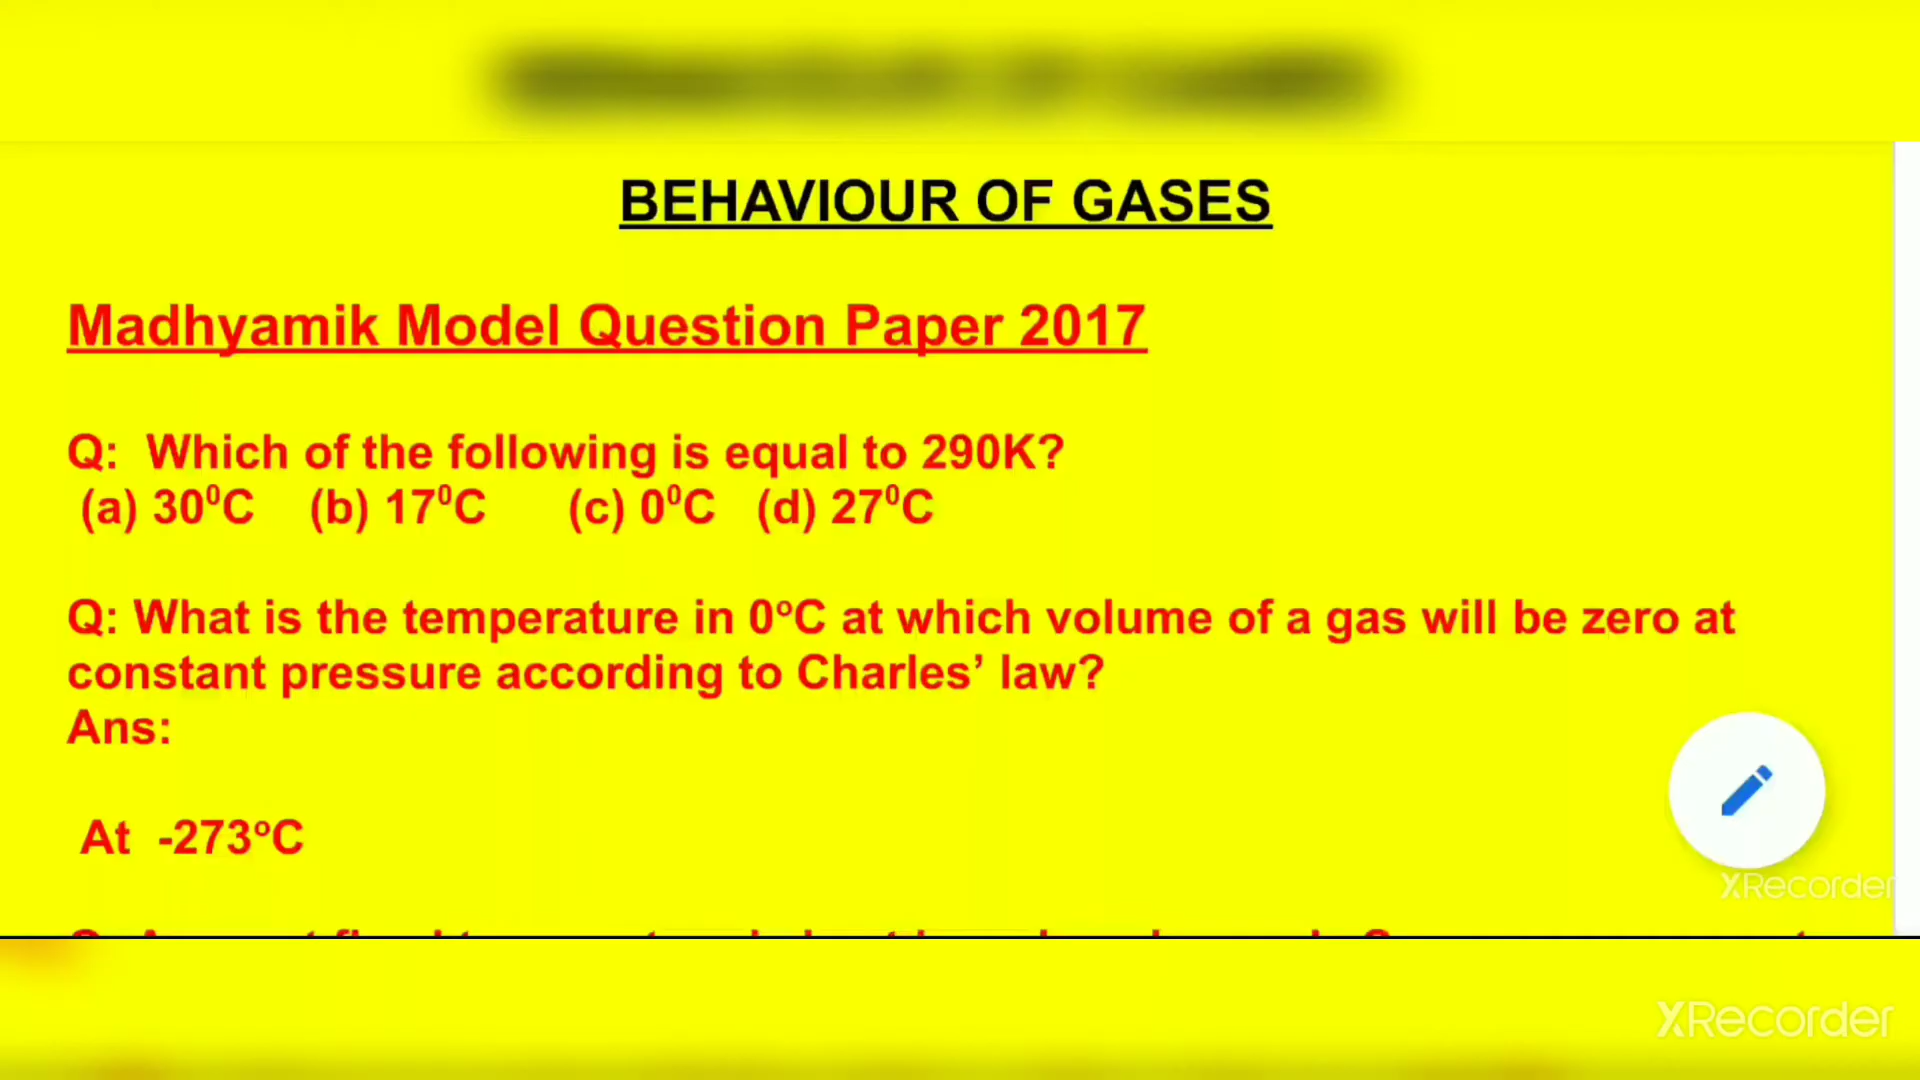 BEHAVIOUR OF GASES
Madhyamik Model Question Paper 2017
Q: Which of the following is equal to 290K?
(a) 30⁰C (b) 17⁰C (c) 0⁰C (d) 27⁰C
Q: What is the temperature in 0ᵒC at which volume of a gas will be zero at
constant pressure according to Charles’ law?
Ans:
At -273ᵒC
XRecorder
XRecorder